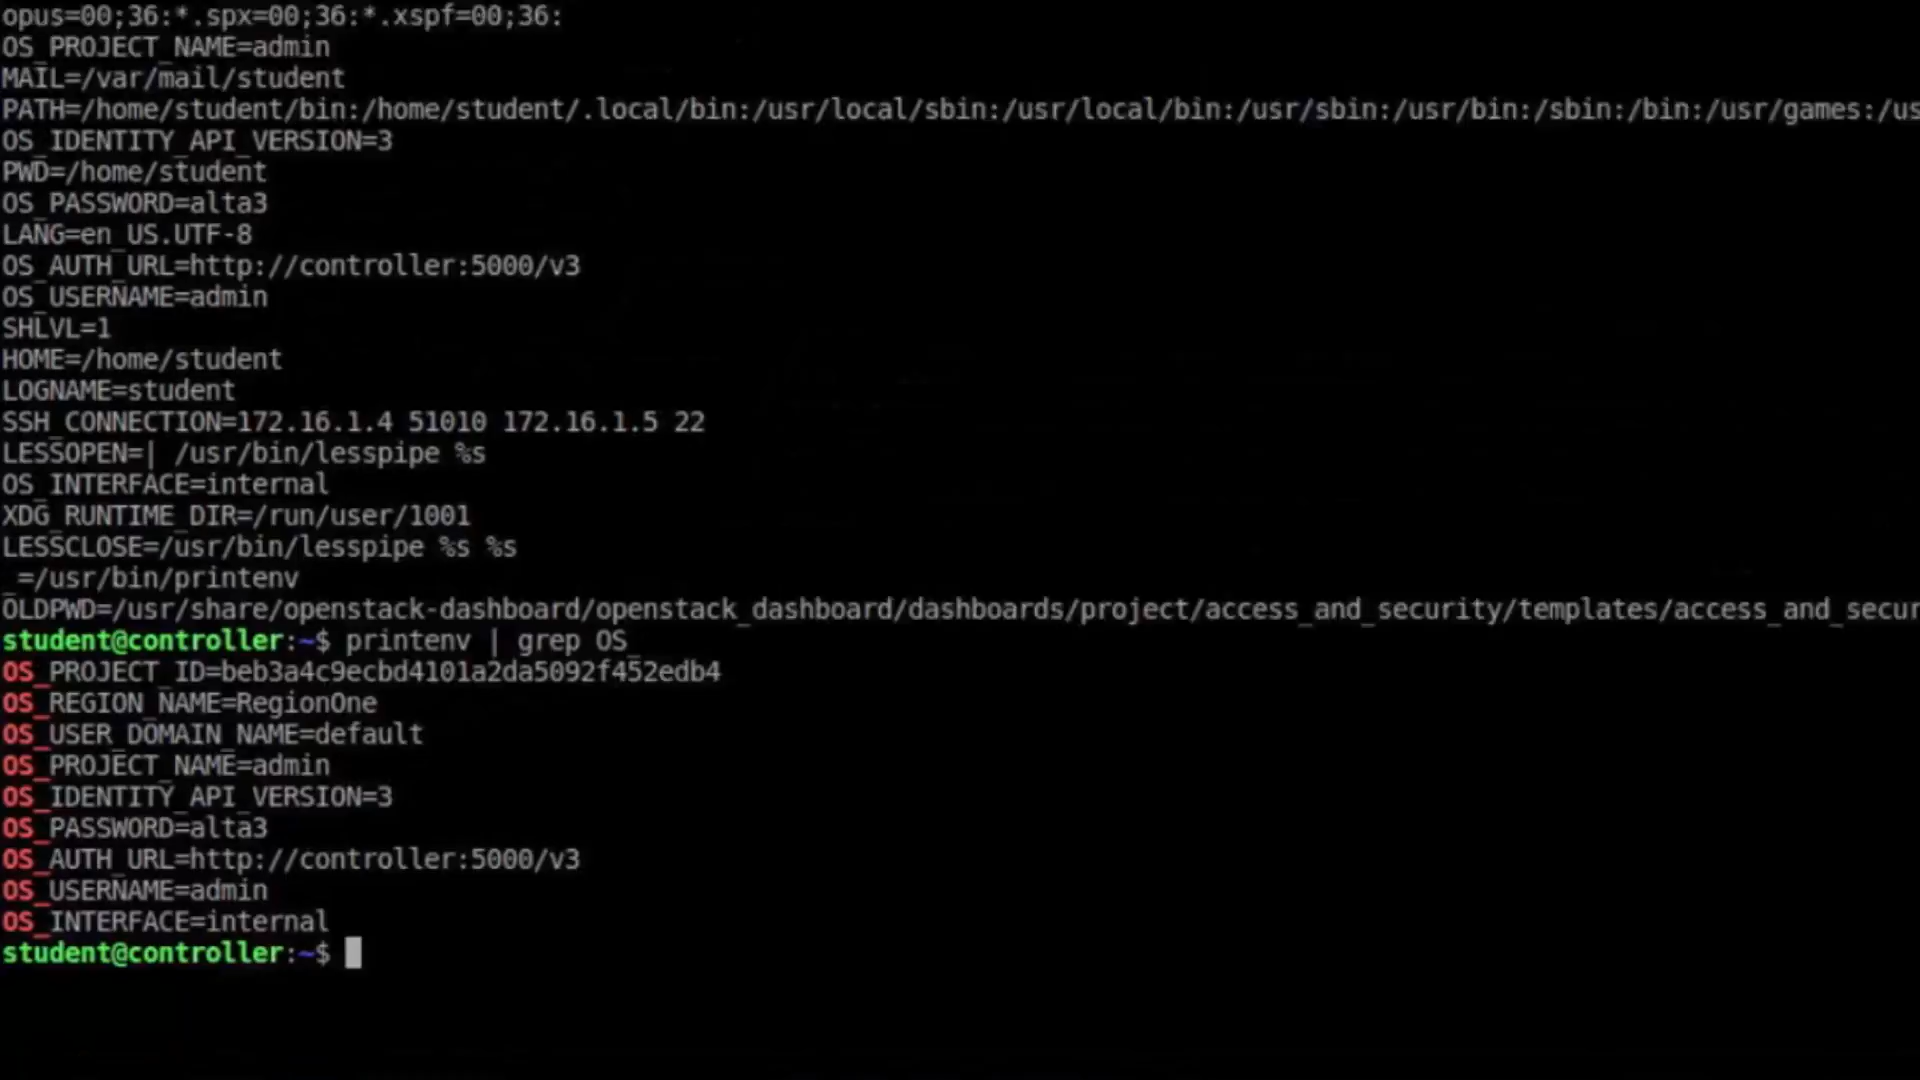 opus=00;36:*.spx=00;36:*.xspf=00;36:
OS_PROJECT_NAME=admin
MAIL=/var/mail/student
PATH=/home/student/bin:/home/student/.local/bin:/usr/local/sbin:/usr/local/bin:/usr/sbin:/usr/bin:/sbin:/bin:/usr/games:/us
OS_IDENTITY_API_VERSION=3
PWD=/home/student
OS_PASSWORD=alta3
LANG=en_US.UTF-8
OS_AUTH_URL=http://controller:5000/v3
OS_USERNAME=admin
SHLVL=1
HOME=/home/student
LOGNAME=student
SSH_CONNECTION=172.16.1.4 51010 172.16.1.5 22
LESSOPEN=| /usr/bin/lesspipe %s
OS_INTERFACE=internal
XDG_RUNTIME_DIR=/run/user/1001
LESSCLOSE=/usr/bin/lesspipe %s %s
_=/usr/bin/printenv
OLDPWD=/usr/share/openstack-dashboard/openstack_dashboard/dashboards/project/access_and_security/templates/access_and_secur
student@controller:~$ printenv | grep OS_
OS_PROJECT_ID=beb3a4c9ecbd4101a2da5092f452edb4
OS_REGION_NAME=RegionOne
OS_USER_DOMAIN_NAME=default
OS_PROJECT_NAME=admin
OS_IDENTITY_API_VERSION=3
OS_PASSWORD=alta3
OS_AUTH_URL=http://controller:5000/v3
OS_USERNAME=admin
OS_INTERFACE=internal
student@controller:~$